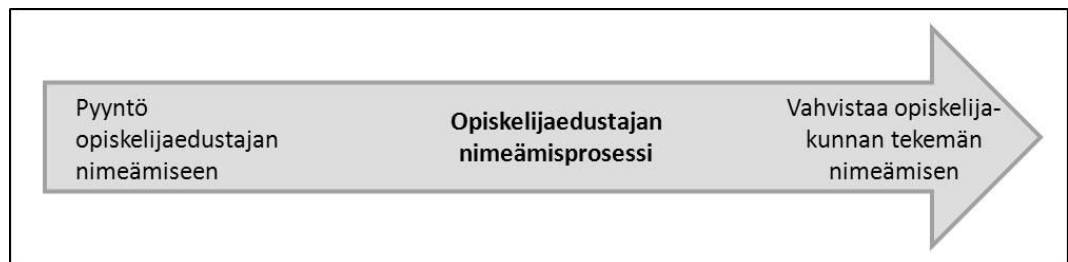 Pyyntö
opiskelijaedustajan
nimeämiseen
Opiskelijaedustajan
nimeämisprosessi
Vahvistaa opiskelija-
kunnan tekemän
nimeämisen